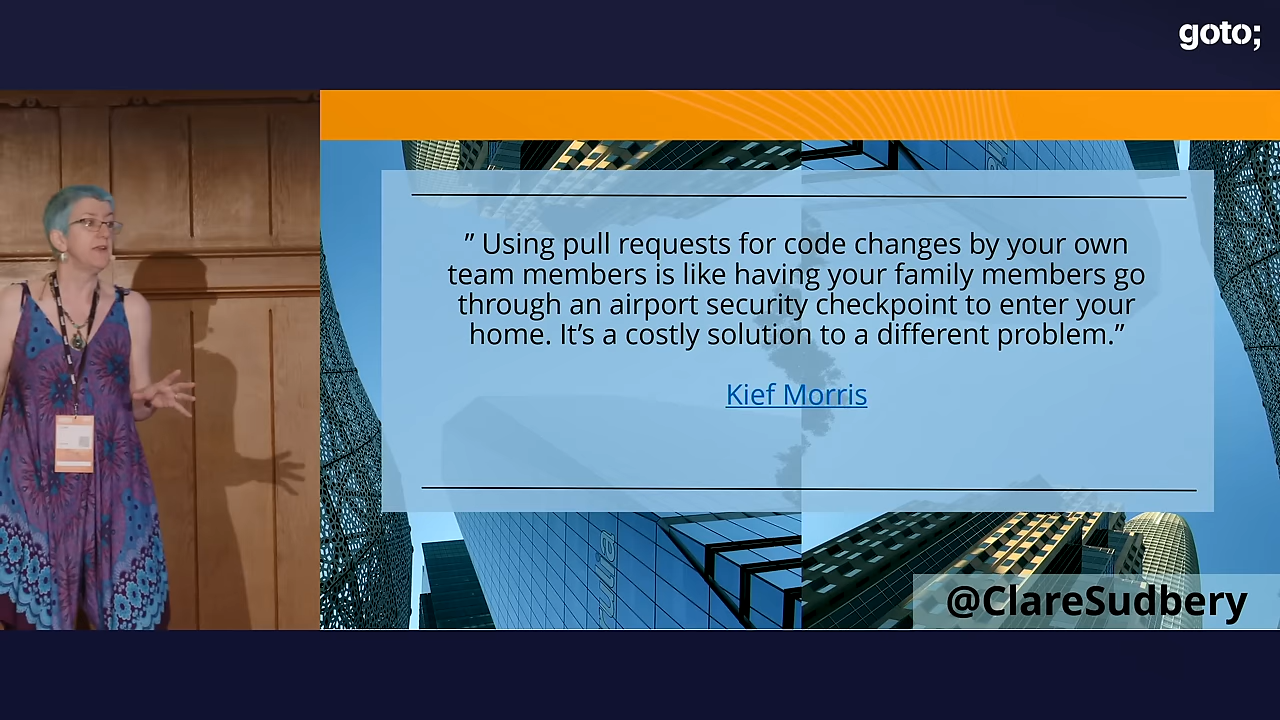 goto;
” Using pull requests for code changes by your own
team members is like having your family members go
through an airport security checkpoint to enter your
home. It’s a costly solution to a different problem.”
Kief Morris
@ClareSudbery